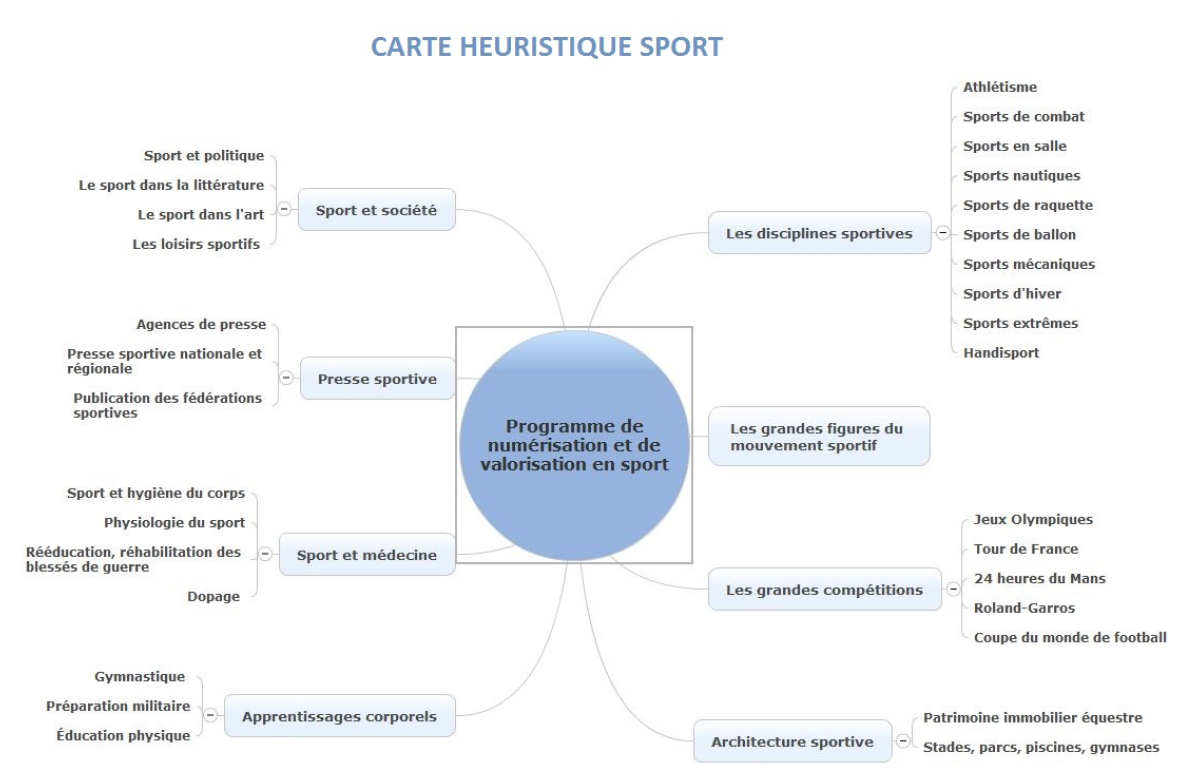 CARTE HEURISTIQUE SPORT
Sport et politique
Le sport dans la littérature
Le sport dans l'art
Les loisirs sportifs
Sport et société
Agences de presse
Presse sportive nationale et
régionale
Publication des fédérations
sportives
Presse sportive
Sport et hygiène du corps
Physiologie du sport
Rééducation, réhabilitation des
blessés de guerre
Dopage
Sport et médecine
Gymnastique
Préparation militaire
Éducation physique
Apprentissages corporels
Programme de
numérisation et de
valorisation en sport
Les disciplines sportives
Athlétisme
Sports de combat
Sports en salle
Sports nautiques
Sports de raquette
Sports de ballon
Sports mécaniques
Sports d'hiver
Sports extrêmes
Handisport
Les grandes figures du
mouvement sportif
Les grandes compétitions
Jeux Olympiques
Tour de France
24 heures du Mans
Roland-Garros
Coupe du monde de football
Architecture sportive
Patrimoine immobilier équestre
Stades, parcs, piscines, gymnases